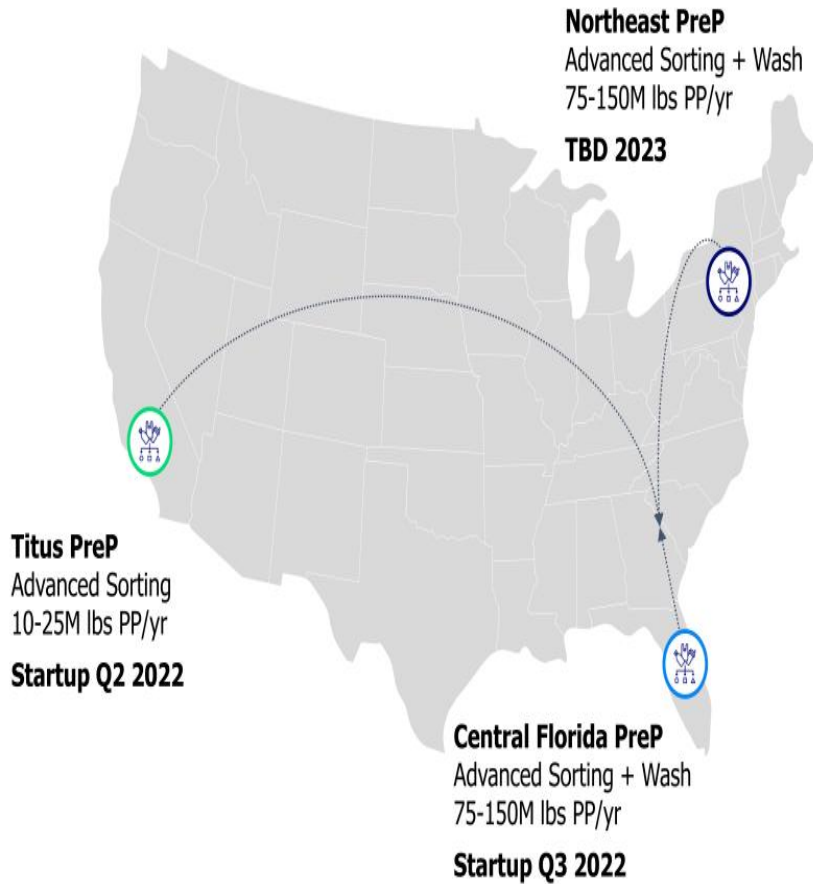 Northeast PreP
Advanced Sorting + Wash
75-150M lbs PP/yr
TBD 2023
Titus PreP
Advanced Sorting
10-25M lbs PP/yr
Startup Q2 2022
Central Florida PreP
Advanced Sorting + Wash
75-150M lbs PP/yr
Startup Q3 2022